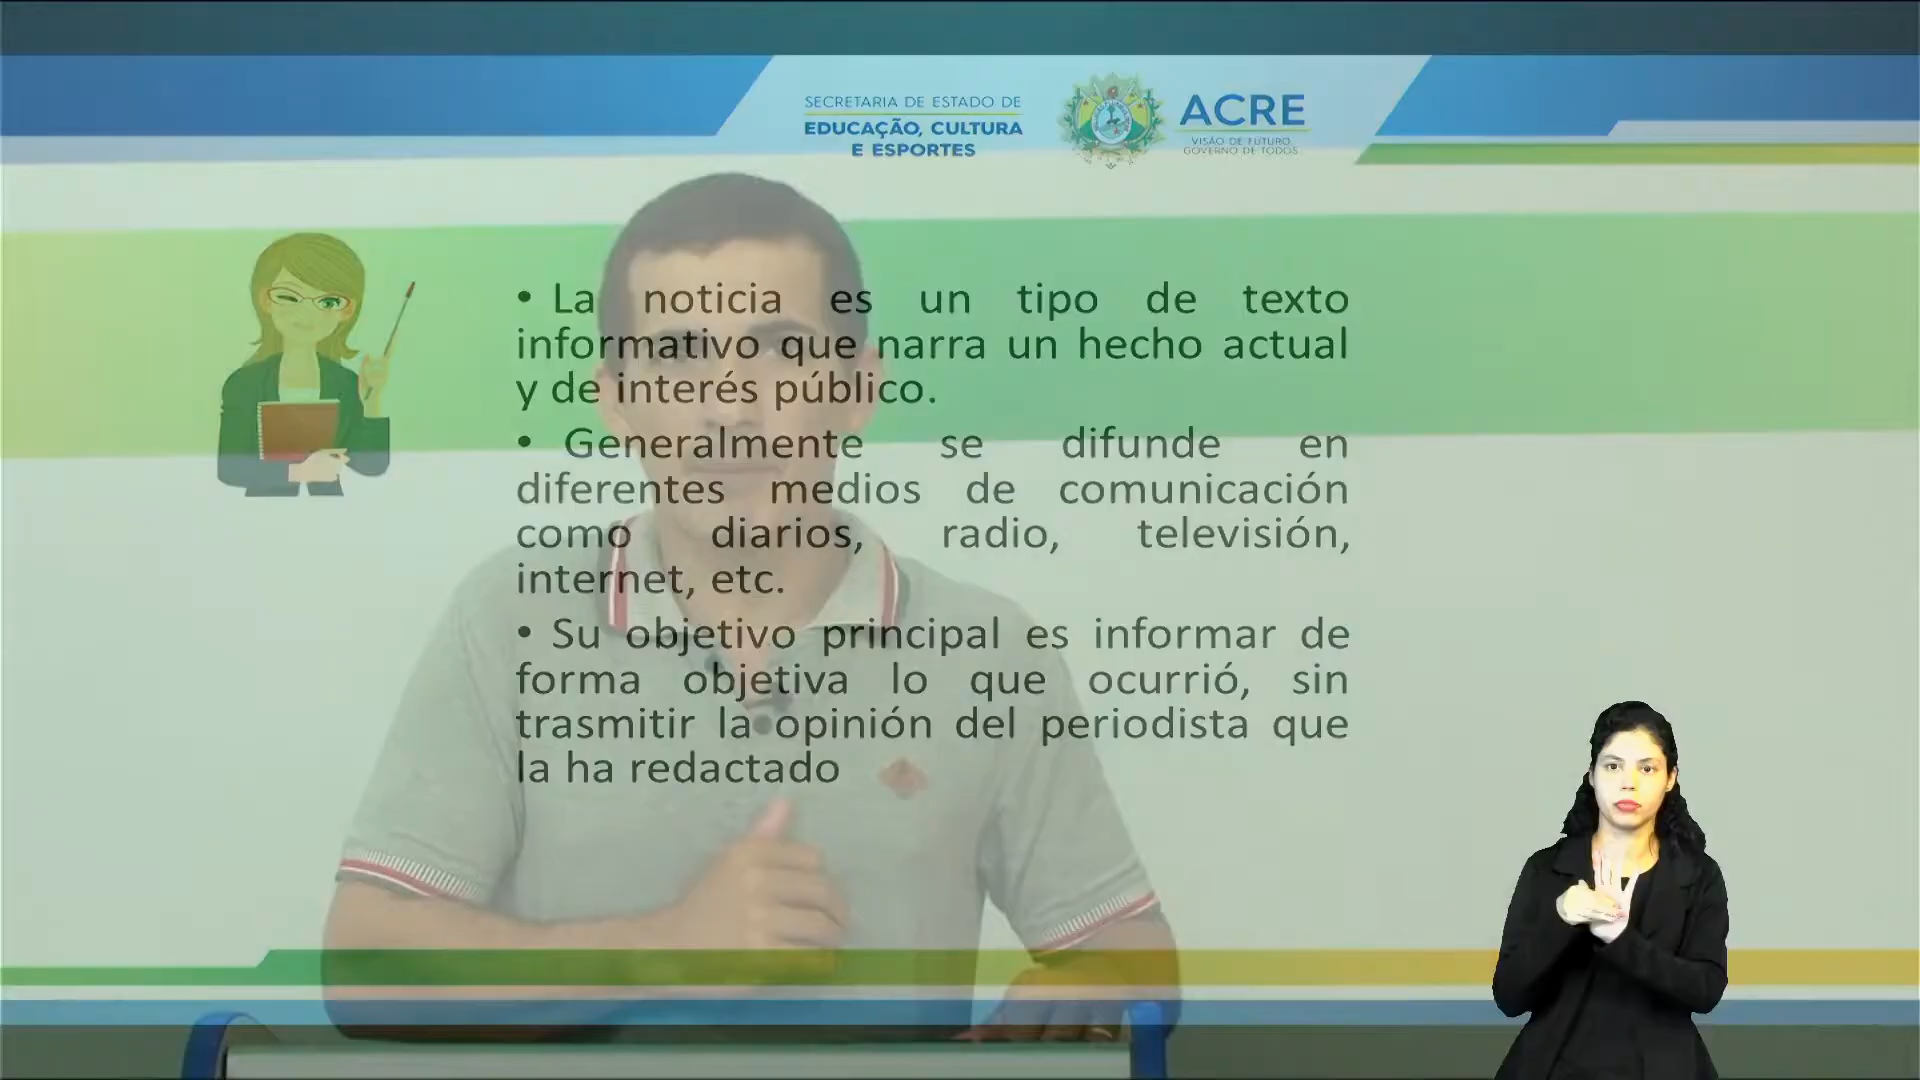 SECRETARIA DE ESTADO DE
EDUCAÇÃO, CULTURA
E ESPORTES
ACRE
VISÃO DE FUTURO
GOVERNO DE TODOS
• La noticia es un tipo de texto
informativo que narra un hecho actual
y de interés público.
• Generalmente se difunde en
diferentes medios de comunicación
como diarios, radio, televisión,
internet, etc.
• Su objetivo principal es informar de
forma objetiva lo que ocurrió, sin
trasmitir la opinión del periodista que
la ha redactado